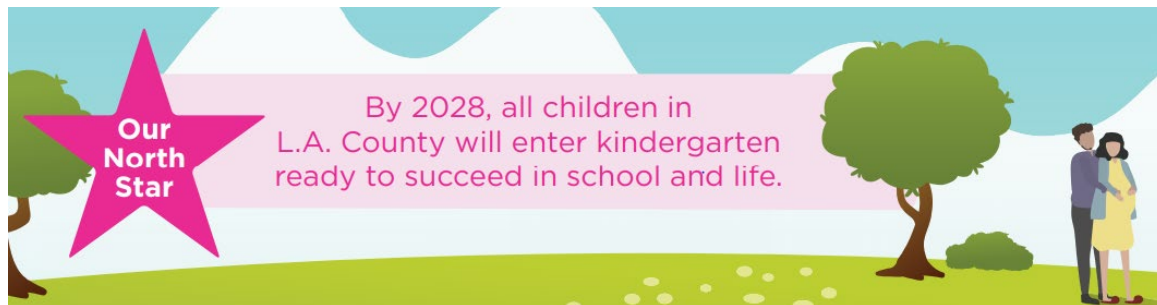 Our
North
Star
By 2028, all children in
L.A. County will enter kindergarten
ready to succeed in school and life.